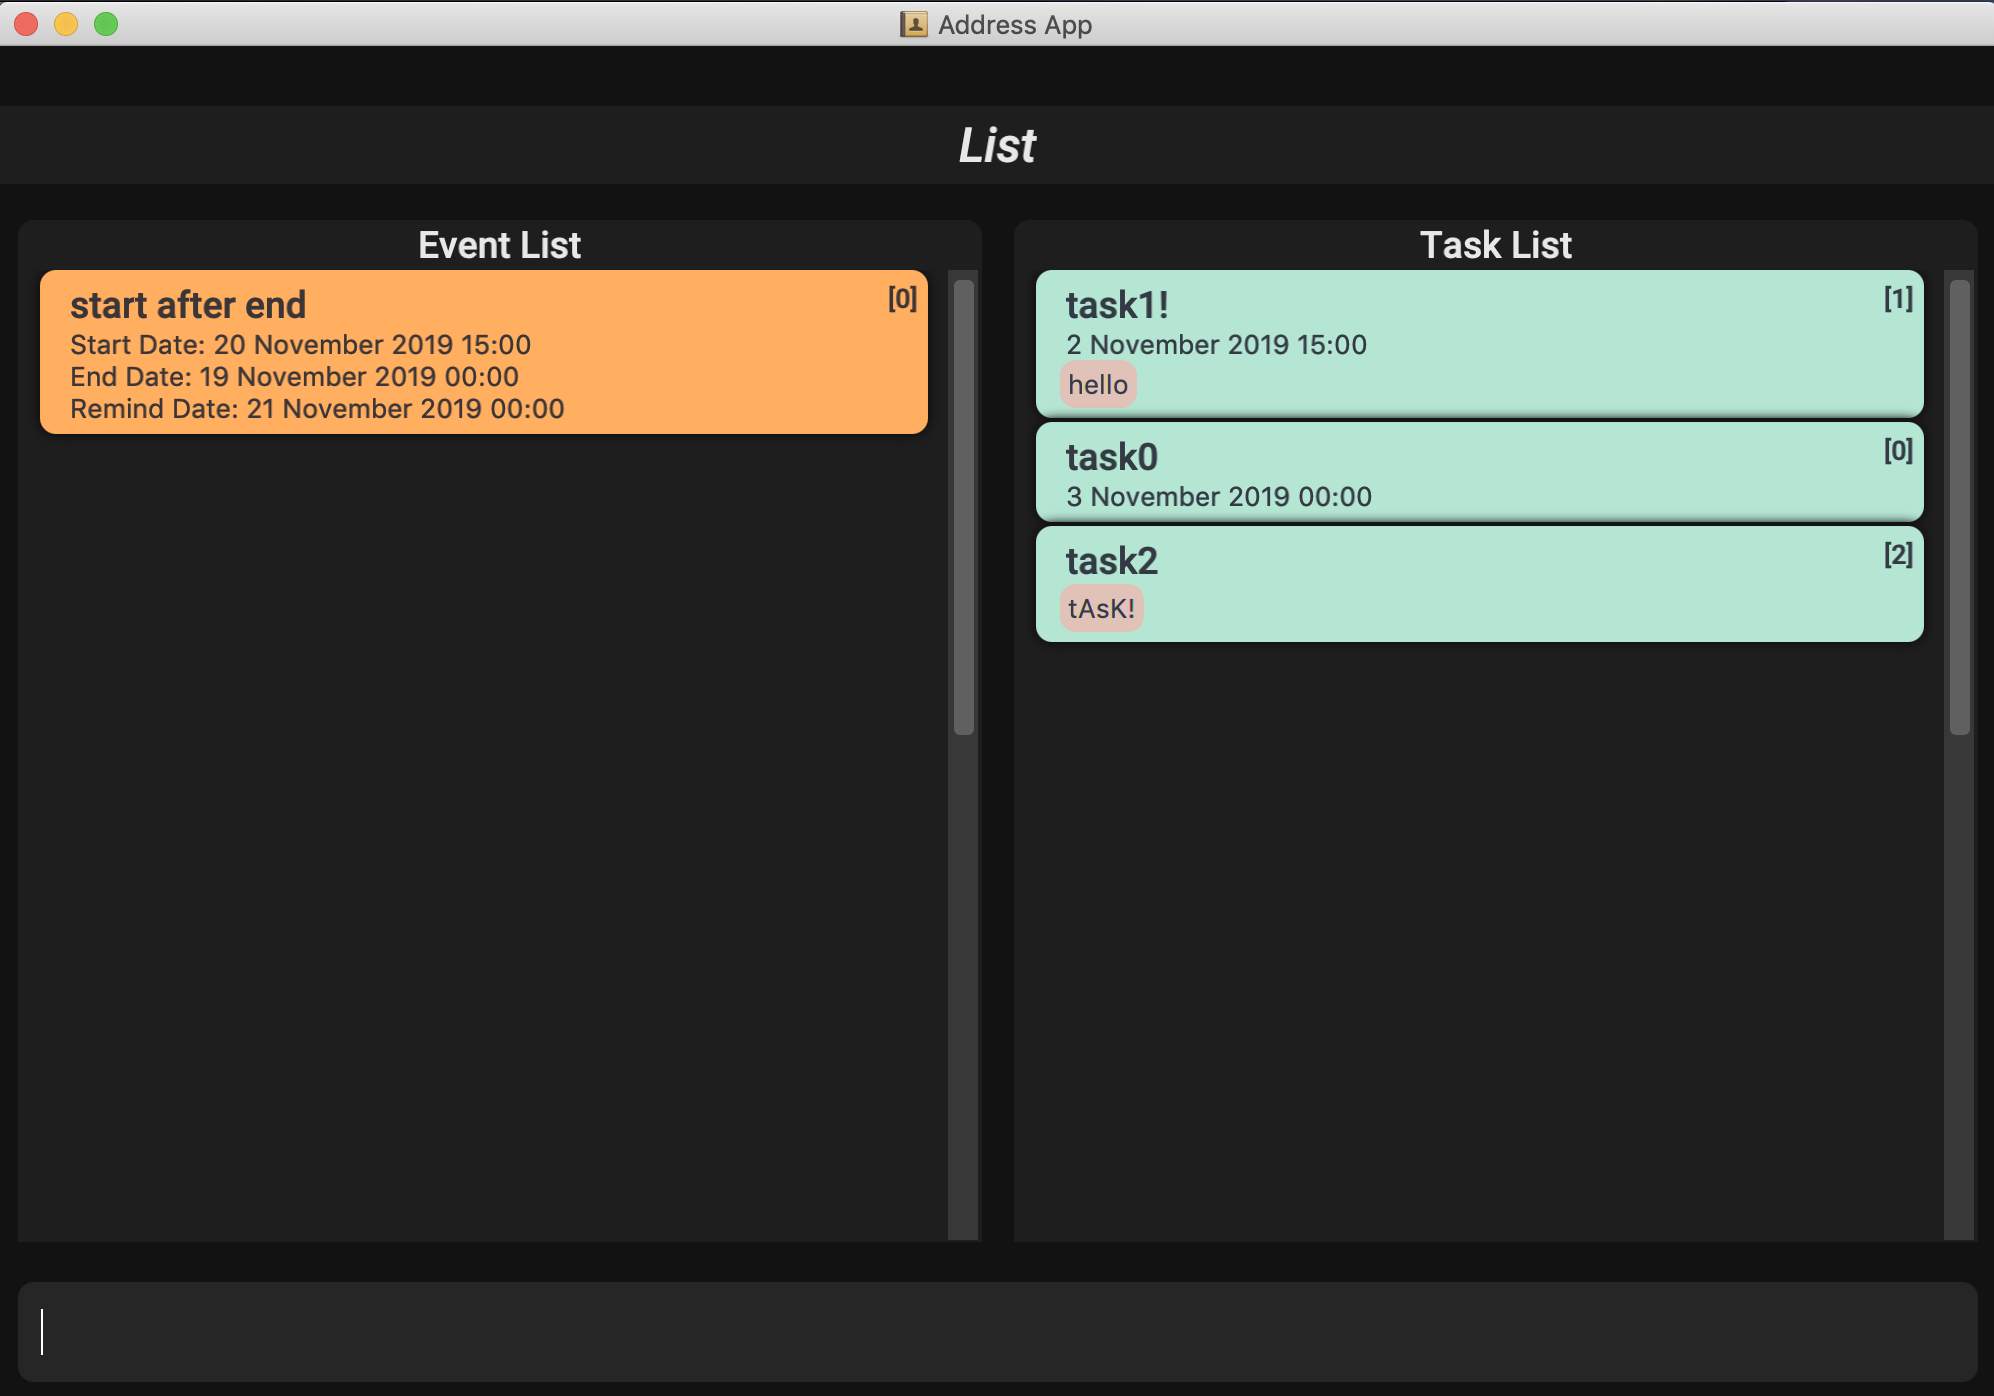 Address App
List
Event List
start after end
[0]
Start Date: 20 November 2019 15:00
End Date: 19 November 2019 00:00
Remind Date: 21 November 2019 00:00
Task List
task1!
[1]
2 November 2019 15:00
hello
task0
[0]
3 November 2019 00:00
task2
[2]
tAsK!